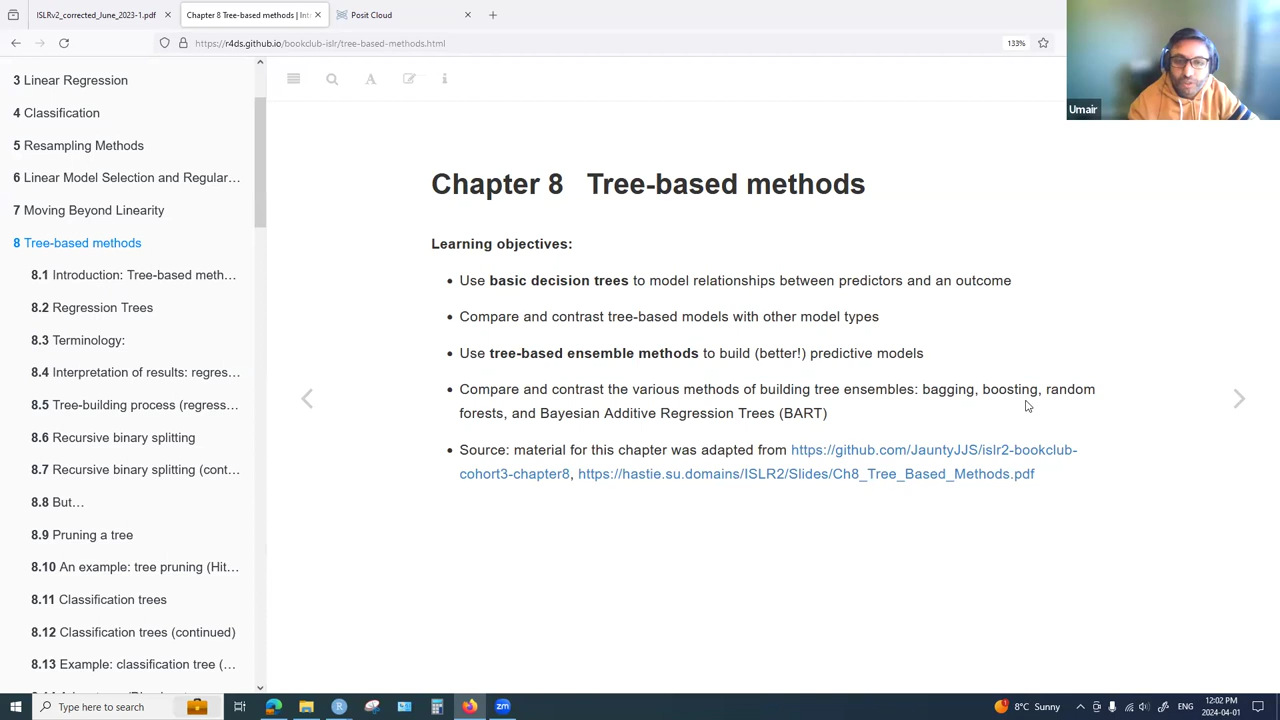 ISLRv2_corrected_June_2023-1.pdf
Chapter 8 Tree-based methods | Int
Posit Cloud
https://r4ds.github.io/bookclub-islr/tree-based-methods.html
133%
Umair
3 Linear Regression
4 Classification
5 Resampling Methods
6 Linear Model Selection and Regular…
7 Moving Beyond Linearity
8 Tree-based methods
8.1 Introduction: Tree-based meth…
8.2 Regression Trees
8.3 Terminology:
8.4 Interpretation of results: regres…
8.5 Tree-building process (regress…
8.6 Recursive binary splitting
8.7 Recursive binary splitting (cont…
8.8 But…
8.9 Pruning a tree
8.10 An example: tree pruning (Hit…
8.11 Classification trees
8.12 Classification trees (continued)
8.13 Example: classification tree (…
Chapter 8 Tree-based methods
Learning objectives:
• Use basic decision trees to model relationships between predictors and an outcome
• Compare and contrast tree-based models with other model types
• Use tree-based ensemble methods to build (better!) predictive models
• Compare and contrast the various methods of building tree ensembles: bagging, boosting, random
forests, and Bayesian Additive Regression Trees (BART)
• Source: material for this chapter was adapted from https://github.com/JauntyJJS/islr2-bookclub-
cohort3-chapter8, https://hastie.su.domains/ISLR2/Slides/Ch8_Tree_Based_Methods.pdf
Type here to search
8°C Sunny
ENG
12:02 PM
2024-04-01